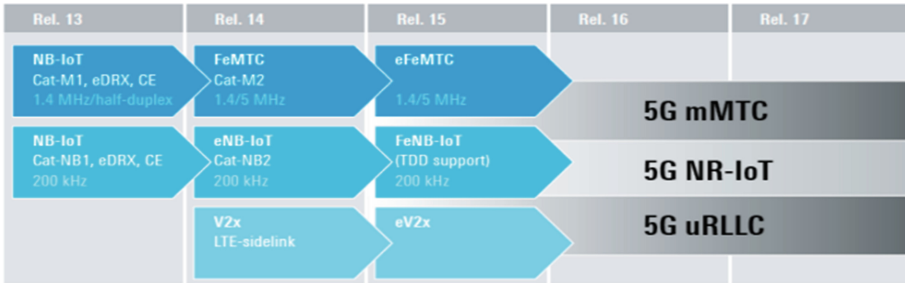 Rel. 13
Rel. 14
Rel. 15
Rel. 16
Rel. 17
NB-IoT
Cat-M1, eDRX, CE
1.4 MHz/half-duplex
FeMTC
Cat-M2
1.4/5 MHz
eFeMTC
1.4/5 MHz
5G mMTC
NB-IoT
Cat-NB1, eDRX, CE
200 kHz
eNB-IoT
Cat-NB2
200 kHz
FeNB-IoT
(TDD support)
200 kHz
5G NR-IoT
V2x
LTE-sidelink
eV2x
5G uRLLC